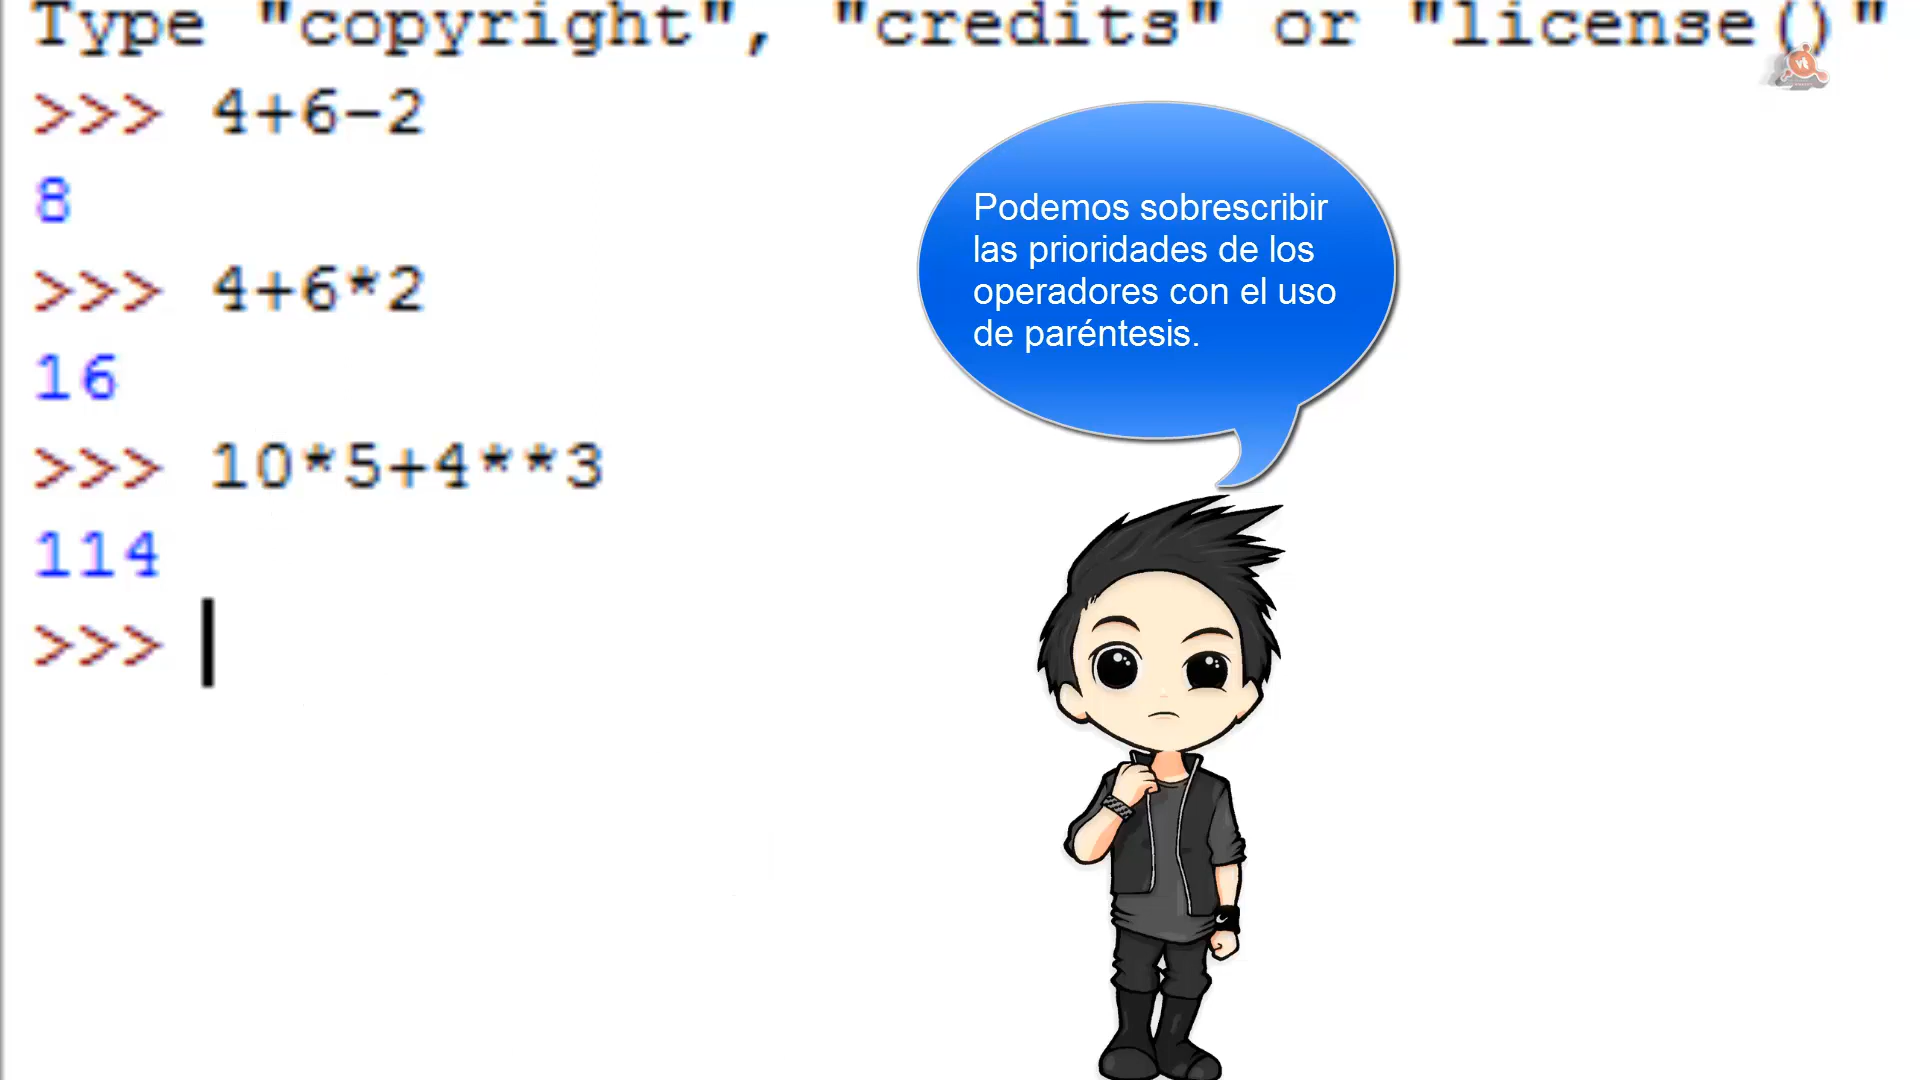 Type "copyright", "credits" or "license()"
>>> 4+6-2
8
>>> 4+6*2
16
>>> 10*5+4**3
114
>>>
Podemos sobrescribir
las prioridades de los
operadores con el uso
de paréntesis.